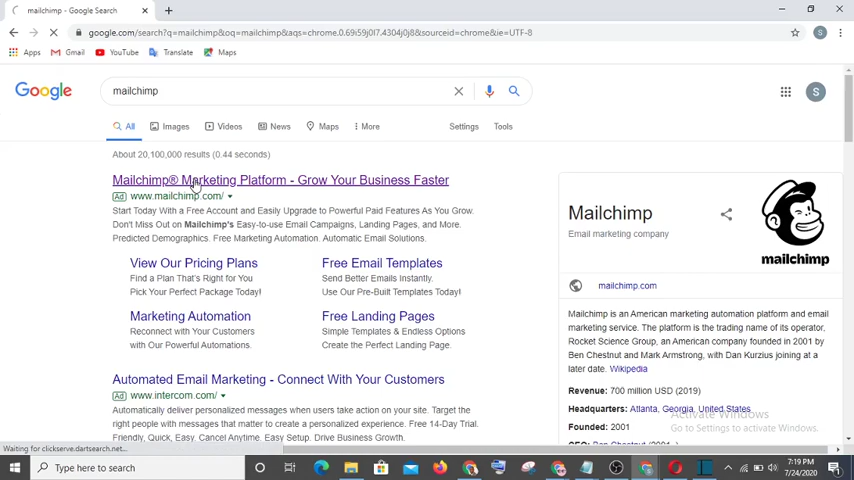 mailchimp - Google Search
google.com/search?q=mailchimp&oq=mailchimp&aqs=chrome.0.69i59j0l7.4304j0j8&sourceid=chrome&ie=UTF-8
S
Apps Gmail YouTube Translate Maps
Google
mailchimp
S
All Images Videos News Maps More Settings Tools
About 20,100,000 results (0.44 seconds)
Mailchimp® Marketing Platform - Grow Your Business Faster
Ad www.mailchimp.com/
Start Today With a Free Account and Easily Upgrade to Powerful Paid Features As You Grow.
Don't Miss Out on Mailchimp's Easy-to-use Email Campaigns, Landing Pages, and More.
Predicted Demographics. Free Marketing Automation. Automatic Email Solutions.
View Our Pricing Plans
Find a Plan That's Right for You
Pick Your Perfect Package Today!
Free Email Templates
Send Better Emails Instantly.
Use Our Pre-Built Templates Today!
Marketing Automation
Reconnect with Your Customers
with Our Powerful Automations.
Free Landing Pages
Simple Templates & Endless Options
Create the Perfect Landing Page.
Automated Email Marketing - Connect With Your Customers
Ad www.intercom.com/
Automatically deliver personalized messages when users take action on your site. Target the
right people with messages that matter to create a personalized experience. Free 14-Day Trial.
Friendly, Quick, Easy. Cancel Anytime. Easy Setup. Drive Business Growth.
Mailchimp
Email marketing company
mailchimp
mailchimp.com
Mailchimp is an American marketing automation platform and email
marketing service. The platform is the trading name of its operator,
Rocket Science Group, an American company founded in 2001 by
Ben Chestnut and Mark Armstrong, with Dan Kurzius joining at a
later date. Wikipedia
Revenue: 700 million USD (2019)
Headquarters: Atlanta, Georgia, United States
Founded: 2001
CEO: Ben Chestnut (2001–)
Activate Windows
Go to Settings to activate Windows.
Waiting for clickserve.dartsearch.net...
Type here to search
7:19 PM
7/24/2020